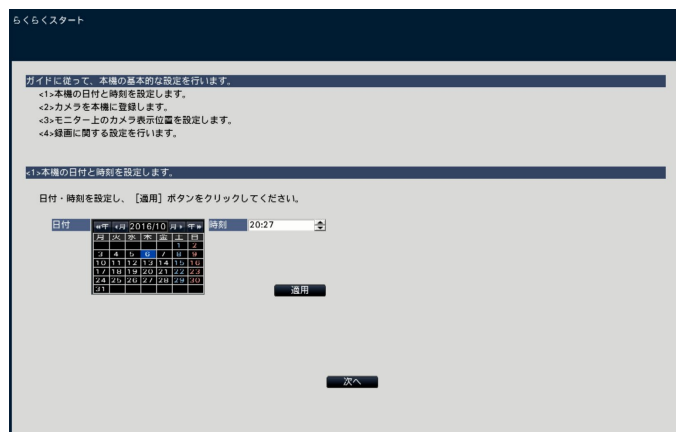 らくらくスタート
ガイドに従って、本機の基本的な設定を行います。
<1>本機の日付と時刻を設定します。
<2>カメラを本機に登録します。
<3>モニター上のカメラ表示位置を設定します。
<4>録画に関する設定を行います。
<1>本機の日付と時刻を設定します。
日付・時刻を設定し、［適用］ボタンをクリックしてください。
日付 «年 ‹月 2016/10 月› 年» 時刻 20:27
月 火 水 木 金 土 日
1 2
3 4 5 6 7 8 9
10 11 12 13 14 15 16
17 18 19 20 21 22 23
24 25 26 27 28 29 30
31
適用
次へ